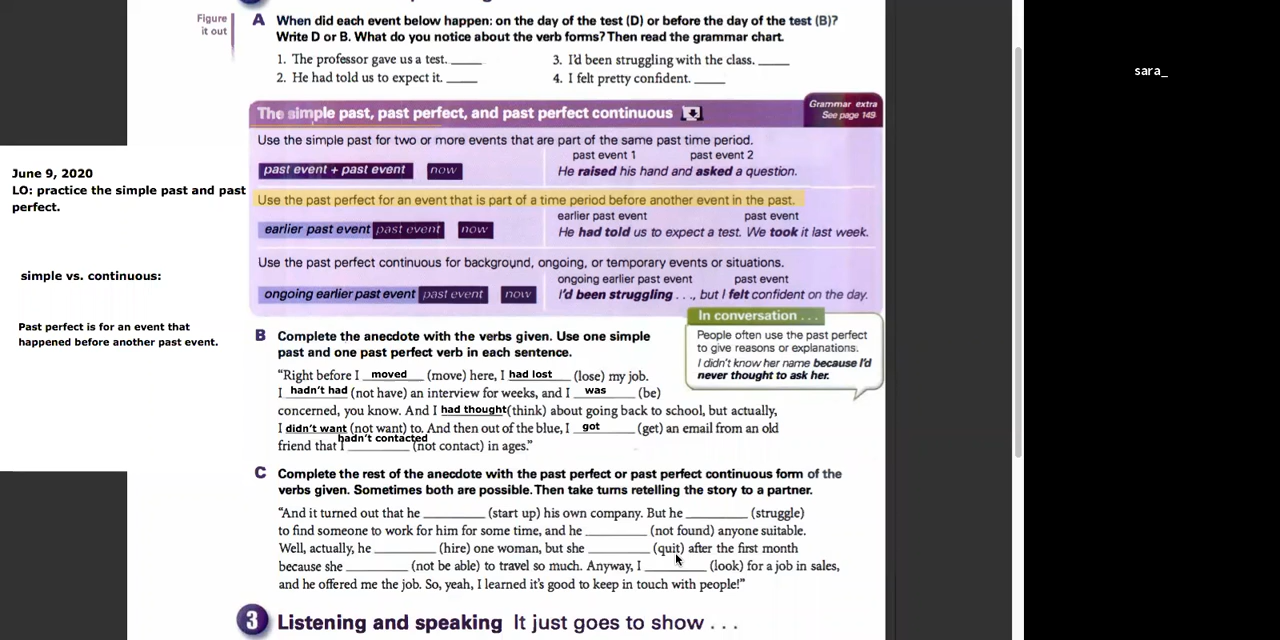 Figure
it out
A When did each event below happen: on the day of the test (D) or before the day of the test (B)?
Write D or B. What do you notice about the verb forms? Then read the grammar chart.
1. The professor gave us a test. _____
3. I'd been struggling with the class. _____
2. He had told us to expect it. _____
4. I felt pretty confident. _____
The simple past, past perfect, and past perfect continuous
Grammar extra
See page 149
Use the simple past for two or more events that are part of the same past time period.
past event 1 past event 2
past event + past event now
He raised his hand and asked a question.
Use the past perfect for an event that is part of a time period before another event in the past.
earlier past event past event
earlier past event past event now
He had told us to expect a test. We took it last week.
Use the past perfect continuous for background, ongoing, or temporary events or situations.
ongoing earlier past event past event
ongoing earlier past event past event now
I'd been struggling . . ., but I felt confident on the day.
June 9, 2020
LO: practice the simple past and past
perfect.
simple vs. continuous:
Past perfect is for an event that
happened before another past event.
B Complete the anecdote with the verbs given. Use one simple
past and one past perfect verb in each sentence.
"Right before I moved (move) here, I had lost (lose) my job.
I hadn't had (not have) an interview for weeks, and I was (be)
concerned, you know. And I had thought (think) about going back to school, but actually,
I didn't want (not want) to. And then out of the blue, I got (get) an email from an old
friend that I hadn't contacted (not contact) in ages."
In conversation . . .
People often use the past perfect
to give reasons or explanations.
I didn't know her name because I'd
never thought to ask her.
C Complete the rest of the anecdote with the past perfect or past perfect continuous form of the
verbs given. Sometimes both are possible. Then take turns retelling the story to a partner.
"And it turned out that he _________ (start up) his own company. But he _________ (struggle)
to find someone to work for him for some time, and he _________ (not found) anyone suitable.
Well, actually, he _________ (hire) one woman, but she _________ (quit) after the first month
because she _________ (not be able) to travel so much. Anyway, I _________ (look) for a job in sales,
and he offered me the job. So, yeah, I learned it's good to keep in touch with people!"
3 Listening and speaking It just goes to show . . .
sara_